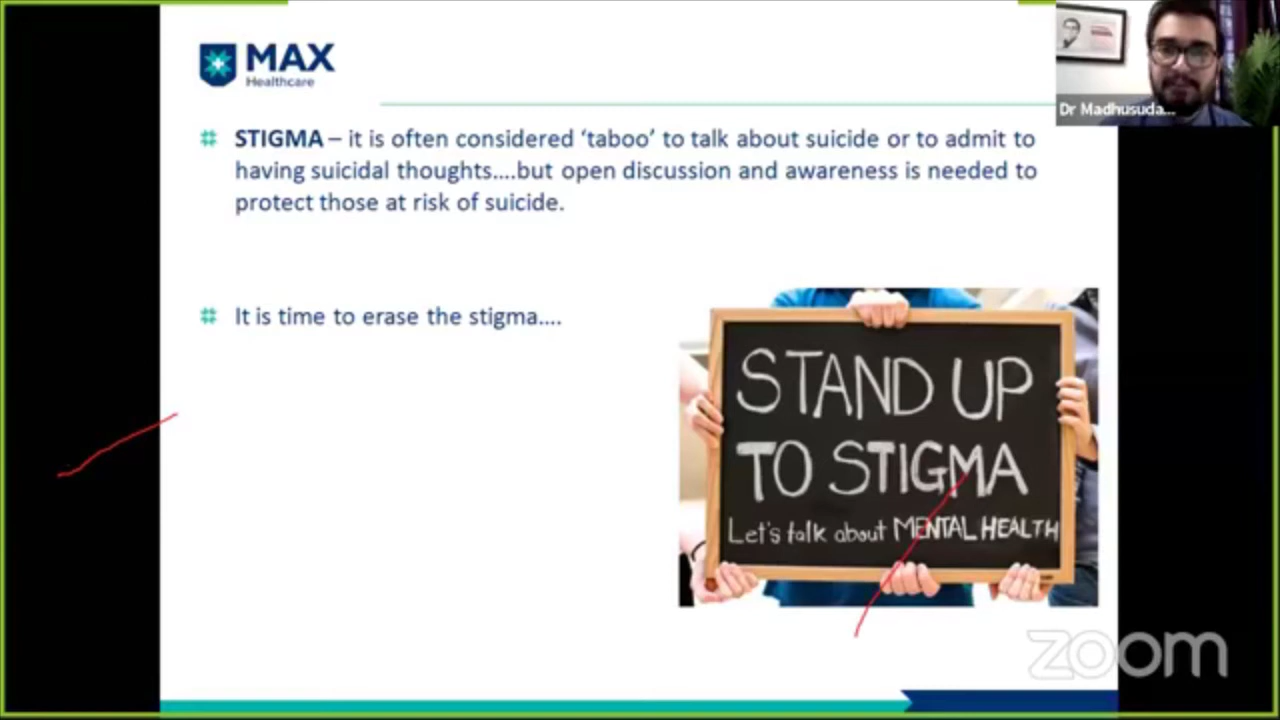 MAX
Healthcare
Dr Madhusuda...
# STIGMA – it is often considered ‘taboo’ to talk about suicide or to admit to
having suicidal thoughts....but open discussion and awareness is needed to
protect those at risk of suicide.
# It is time to erase the stigma....
STAND UP
TO STIGMA
Let's talk about MENTAL HEALTH
zoom